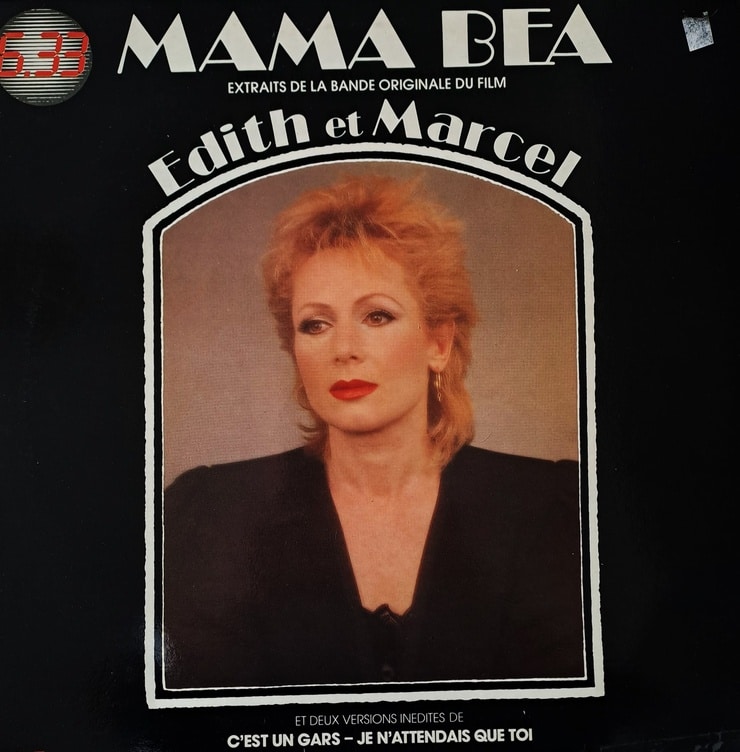 6.33
MAMA BEA
EXTRAITS DE LA BANDE ORIGINALE DU FILM
Edith et Marcel
ET DEUX VERSIONS INEDITES DE
C'EST UN GARS – JE N'ATTENDAIS QUE TOI